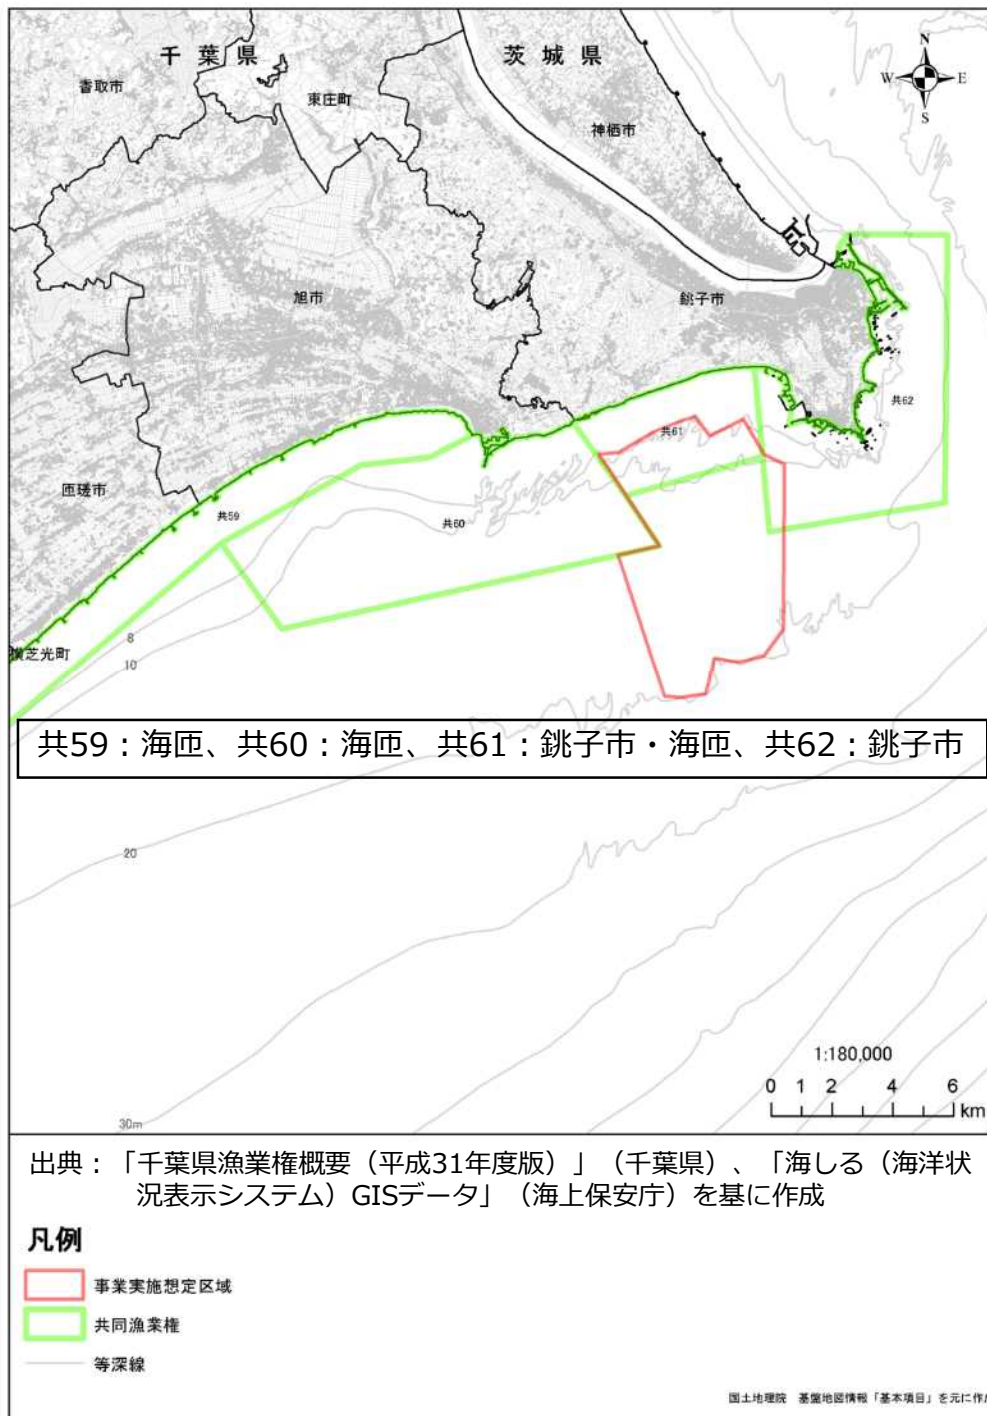 千葉県
茨城県
N
W E
S
香取市
東庄町
神栖市
旭市
銚子市
共62
共61
匝瑳市
共59
共60
8
横芝光町
10
共59：海匝、共60：海匝、共61：銚子市・海匝、共62：銚子市
20
1:180,000
0 1 2 4 6
km
30m
出典：「千葉県漁業権概要（平成31年度版）」（千葉県）、「海しる（海洋状
況表示システム）GISデータ」（海上保安庁）を基に作成
凡例
事業実施想定区域
共同漁業権
等深線
国土地理院 基盤地図情報「基本項目」を元に作成